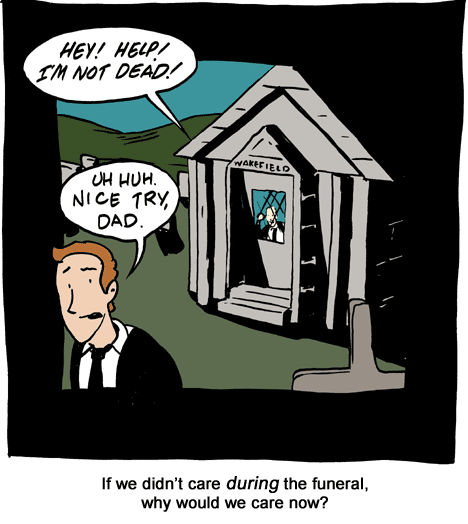 HEY! HELP!
I'M NOT DEAD!
WAKEFIELD
UH HUH.
NICE TRY,
DAD.
If we didn't care during the funeral,
why would we care now?